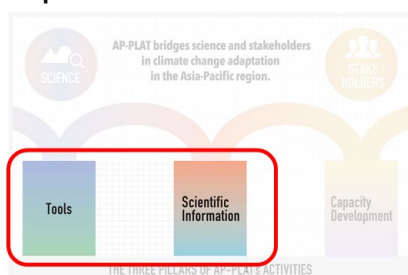 AP-PLAT bridges science and stakeholders
in climate change adaptation
in the Asia-Pacific region.
SCIENCE
STAKE
HOLDERS
Tools
Scientific
Information
Capacity
Development
THE THREE PILLARS OF AP-PLAT's ACTIVITIES